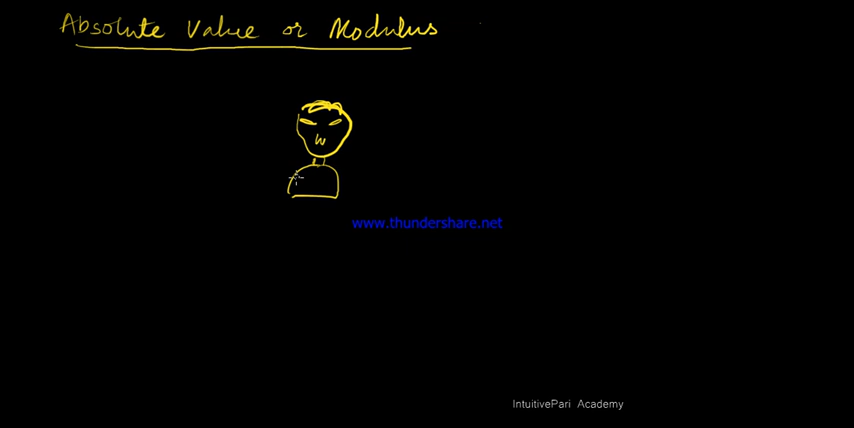 Absolute Value or Modulus
www.thundershare.net
IntuitivePari Academy